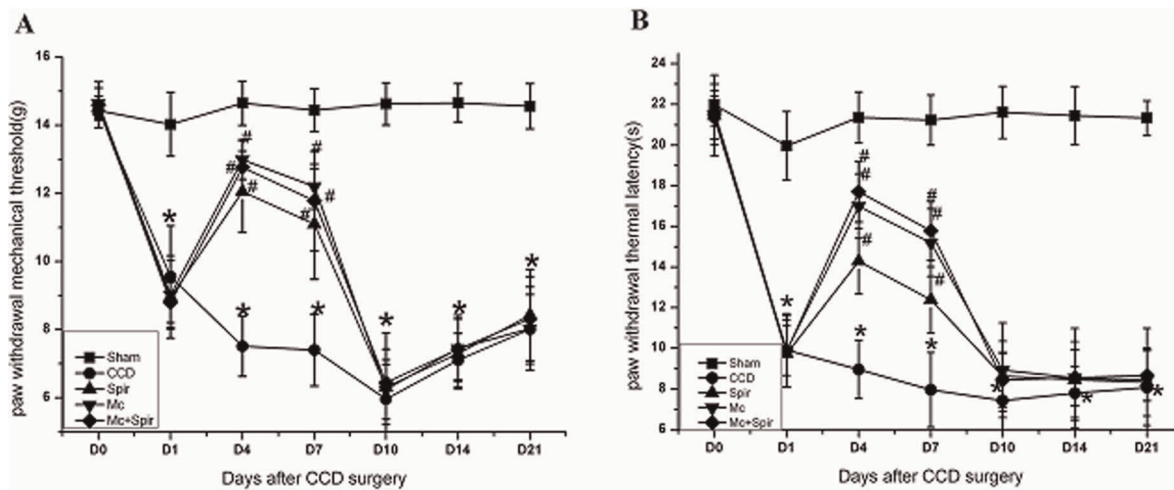 A
paw withdrawal mechanical threshold(g)
16
14
12
10
8
6
*
#
#
#
*
#
#
#
*
*
*
*
Sham
CCD
Spir
Mc
Mc+Spir
D0 D1 D4 D7 D10 D14 D21
Days after CCD surgery
B
paw withdrawal thermal latency(s)
22
20
18
16
14
12
10
8
6
*
#
#
#
*
#
#
#
*
*
*
*
Sham
CCD
Spir
Mc
Mc+Spir
D0 D1 D4 D7 D10 D14 D21
Days after CCD surgery